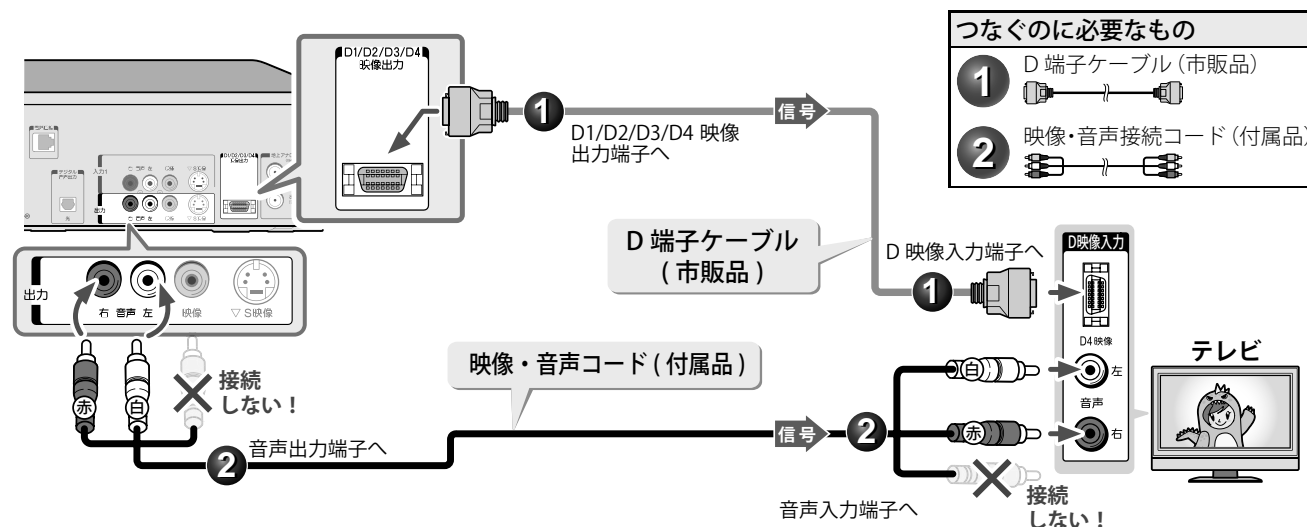 つなぐのに必要なもの
1
D 端子ケーブル（市販品）
2
映像・音声接続コード（付属品）
D1/D2/D3/D4
映像出力
1
信号
D1/D2/D3/D4 映像
出力端子へ
入力1
出力
右 音声 左
D 端子ケーブル
( 市販品 )
D 映像入力端子へ
1
D映像入力
D4 映像
左
音声
右
テレビ
出力
右 音声 左 映像 ▽ S映像
赤
白
接続
しない！
映像・音声コード ( 付属品 )
2
音声出力端子へ
信号
2
白
赤
接続
しない！
音声入力端子へ